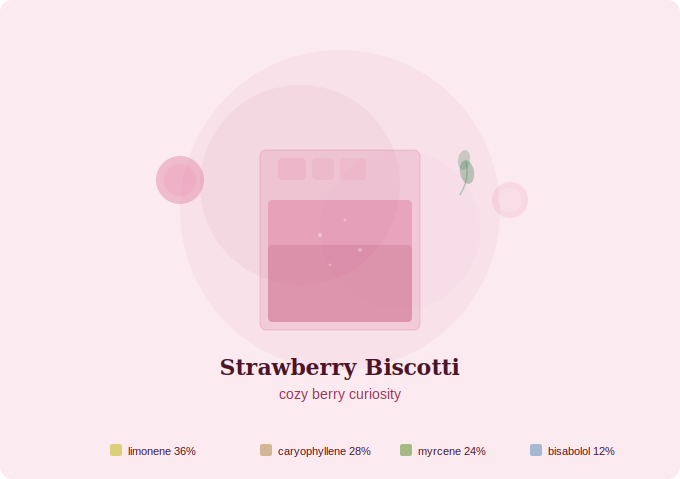 Strawberry Biscotti
cozy berry curiosity
limonene 36% caryophyllene 28% myrcene 24% bisabolol 12%